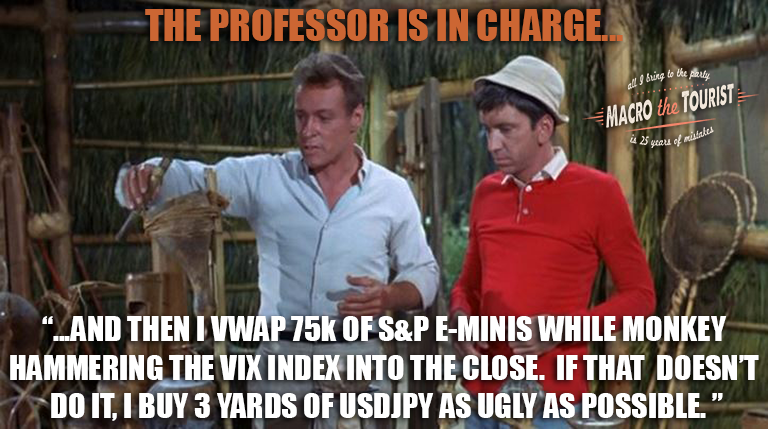 THE PROFESSOR IS IN CHARGE...
all I bring to the party
MACRO the TOURIST
is 25 years of mistakes
“...AND THEN I VWAP 75k OF S&P E-MINIS WHILE MONKEY
HAMMERING THE VIX INDEX INTO THE CLOSE. IF THAT DOESN’T
DO IT, I BUY 3 YARDS OF USDJPY AS UGLY AS POSSIBLE. ”